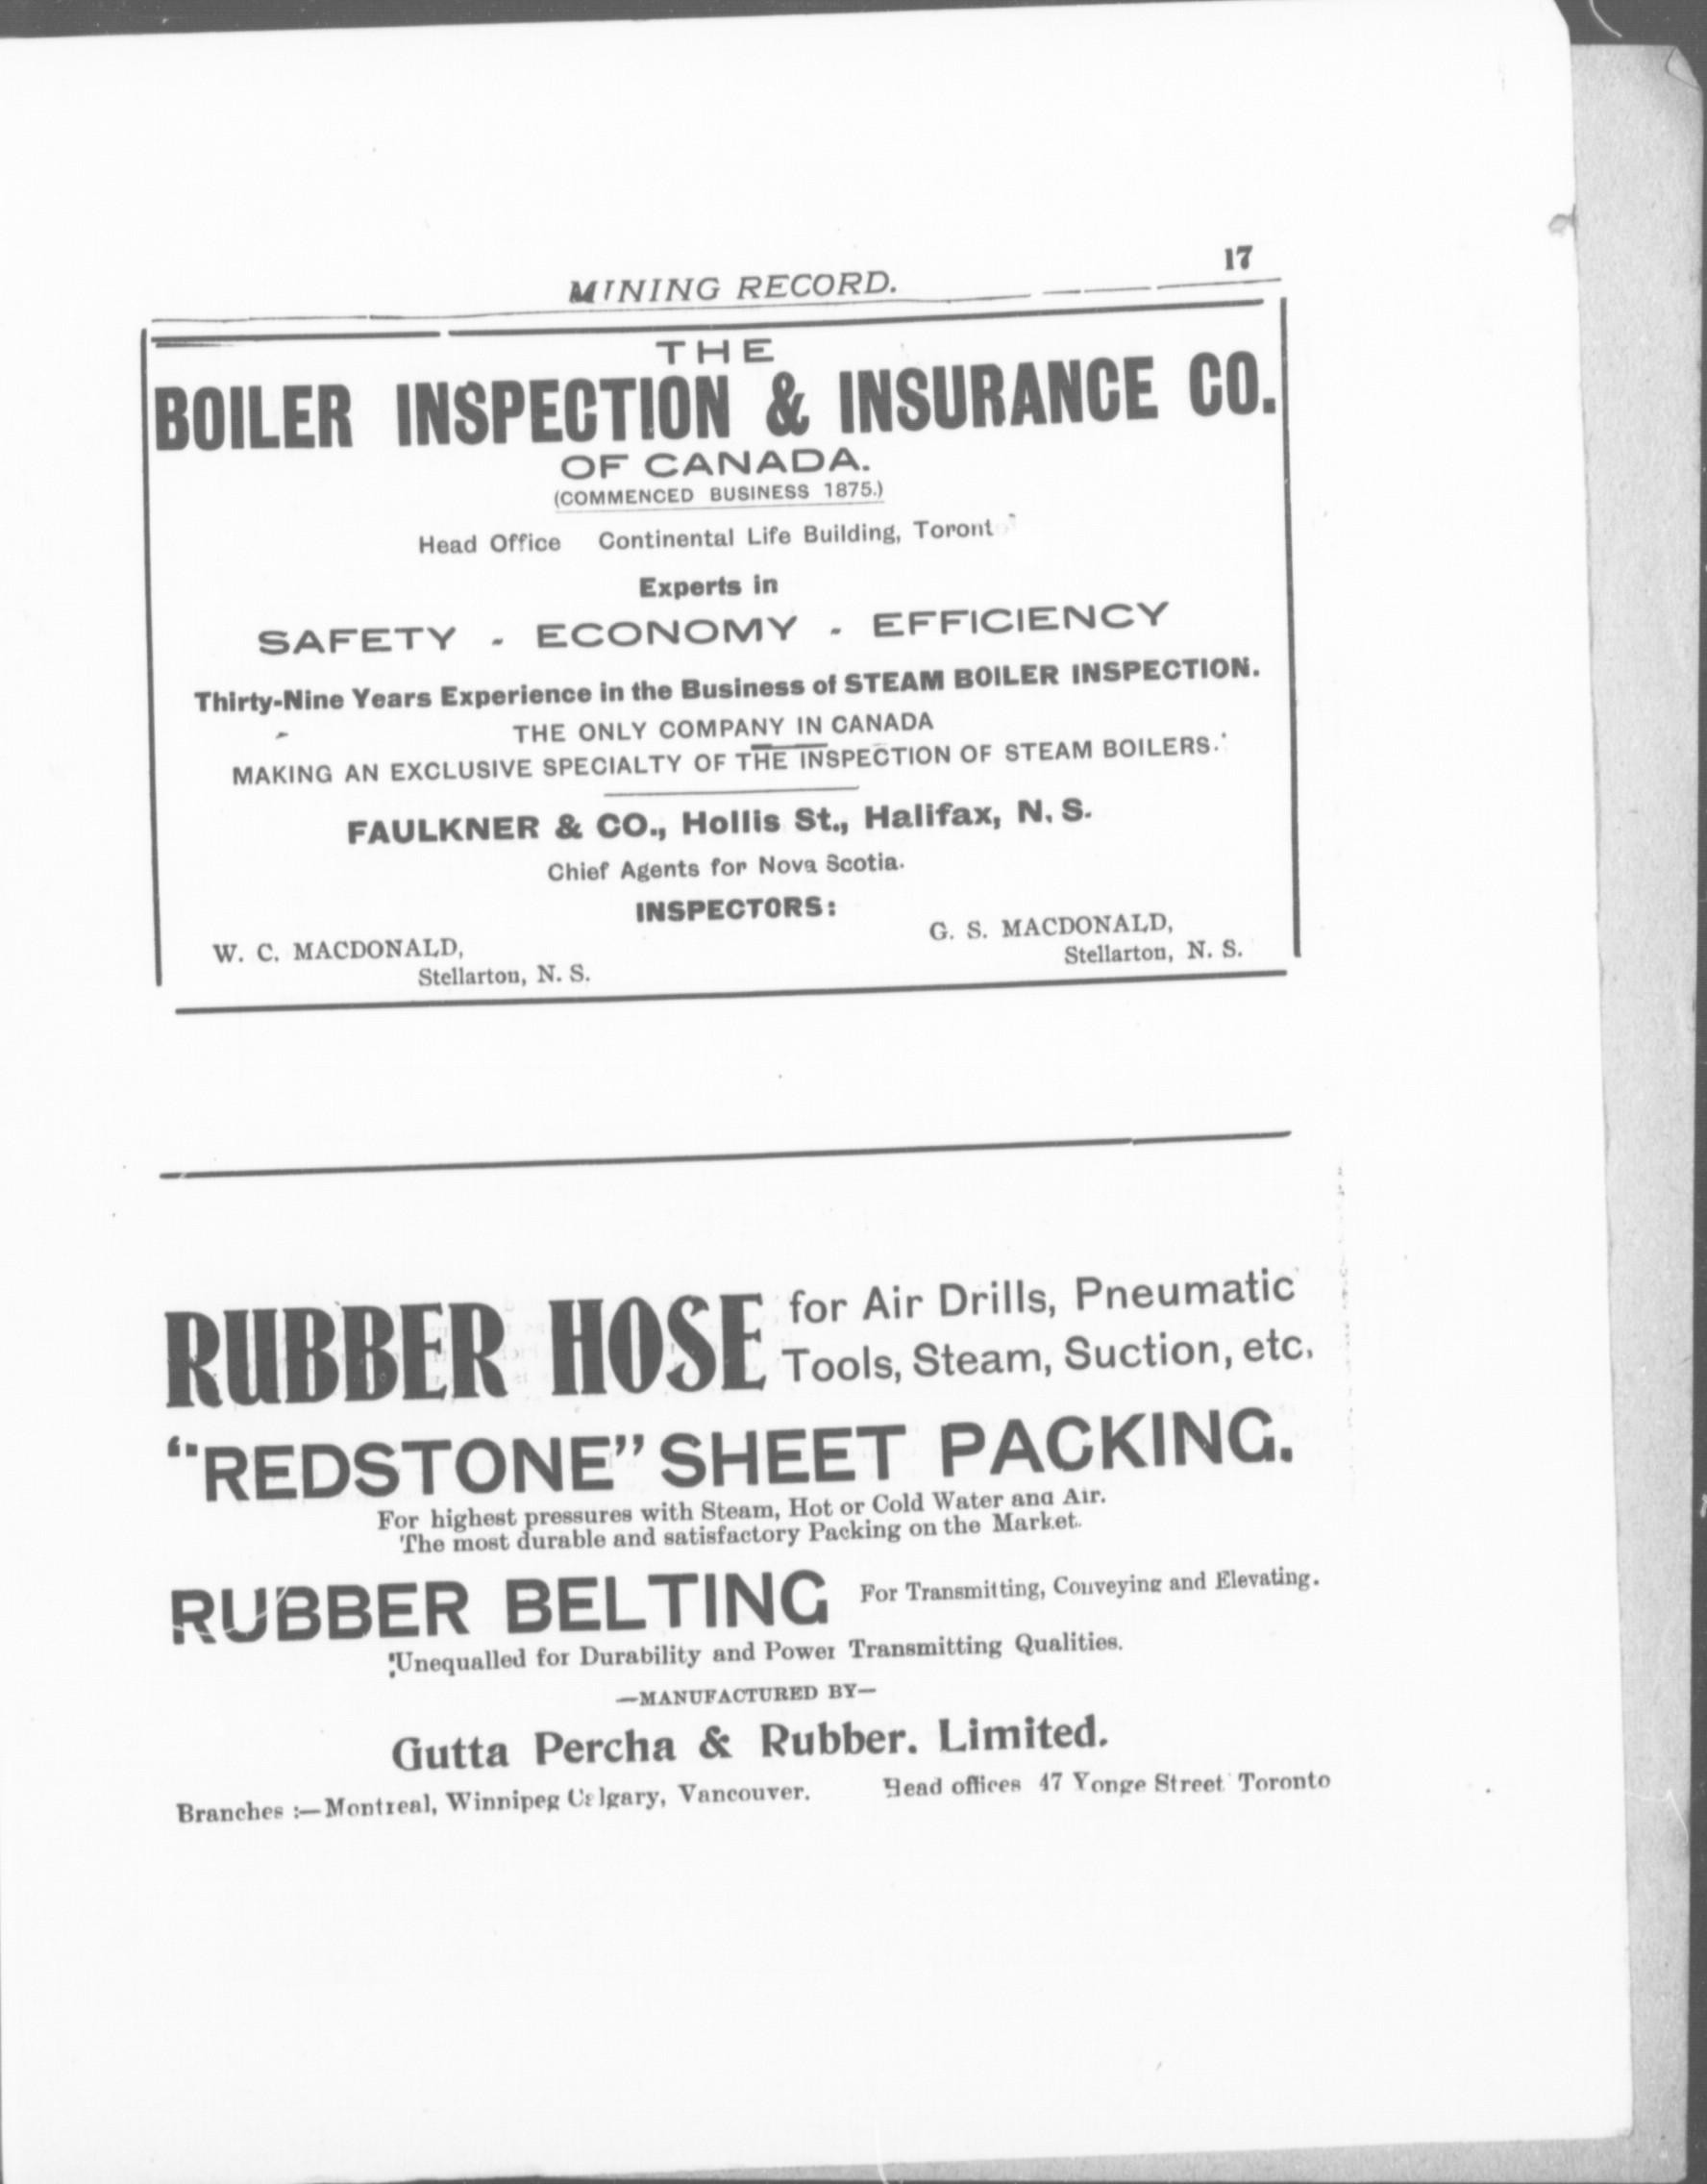 17
MINING RECORD.
THE
BOILER INSPECTION & INSURANCE CO.
OF CANADA.
(COMMENCED BUSINESS 1875.)
Head Office Continental Life Building, Toront
Experts in
SAFETY - ECONOMY - EFFICIENCY
Thirty-Nine Years Experience in the Business of STEAM BOILER INSPECTION.
THE ONLY COMPANY IN CANADA
MAKING AN EXCLUSIVE SPECIALTY OF THE INSPECTION OF STEAM BOILERS.
FAULKNER & CO., Hollis St., Halifax, N. S.
Chief Agents for Nova Scotia.
INSPECTORS:
W. C. MACDONALD,
Stellarton, N. S.
G. S. MACDONALD,
Stellarton, N. S.
RUBBER HOSE for Air Drills, Pneumatic
Tools, Steam, Suction, etc.
"REDSTONE" SHEET PACKING.
For highest pressures with Steam, Hot or Cold Water and Air.
The most durable and satisfactory Packing on the Market.
RUBBER BELTING For Transmitting, Conveying and Elevating.
Unequalled for Durability and Power Transmitting Qualities.
—MANUFACTURED BY—
Gutta Percha & Rubber. Limited.
Branches :—Montreal, Winnipeg Calgary, Vancouver. Head offices 47 Yonge Street Toronto